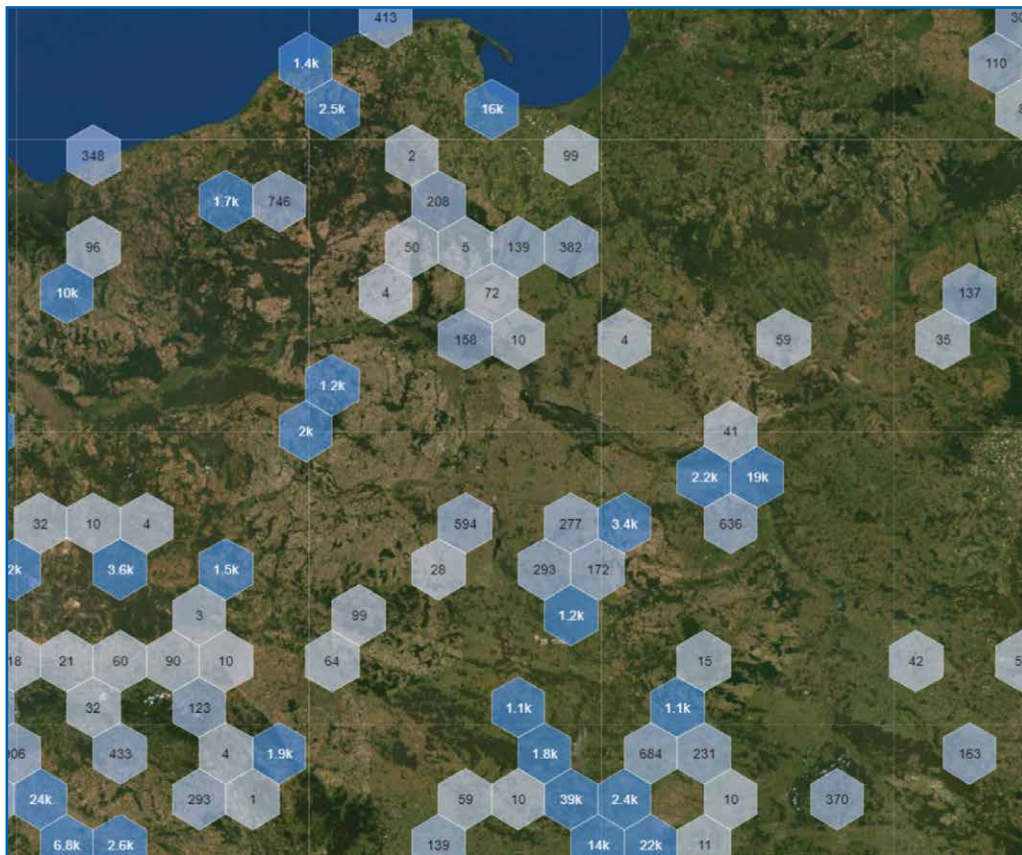 413
1.4k
110
2.5k 16k
348 2 99
1.7k 746 208
96 50 5 139 382
10k 4 72 137
158 10 4 59 35
1.2k
2k 41
2.2k 19k
32 10 4 594 277 3.4k 636
3.6k 1.5k 28 293 172
3 99 1.2k
18 21 60 90 10 64 15 42
32 123 1.1k 1.1k
433 4 1.9k 1.8k 684 231 163
24k 293 1 59 10 39k 2.4k 10 370
6.8k 2.6k 139 14k 22k 11